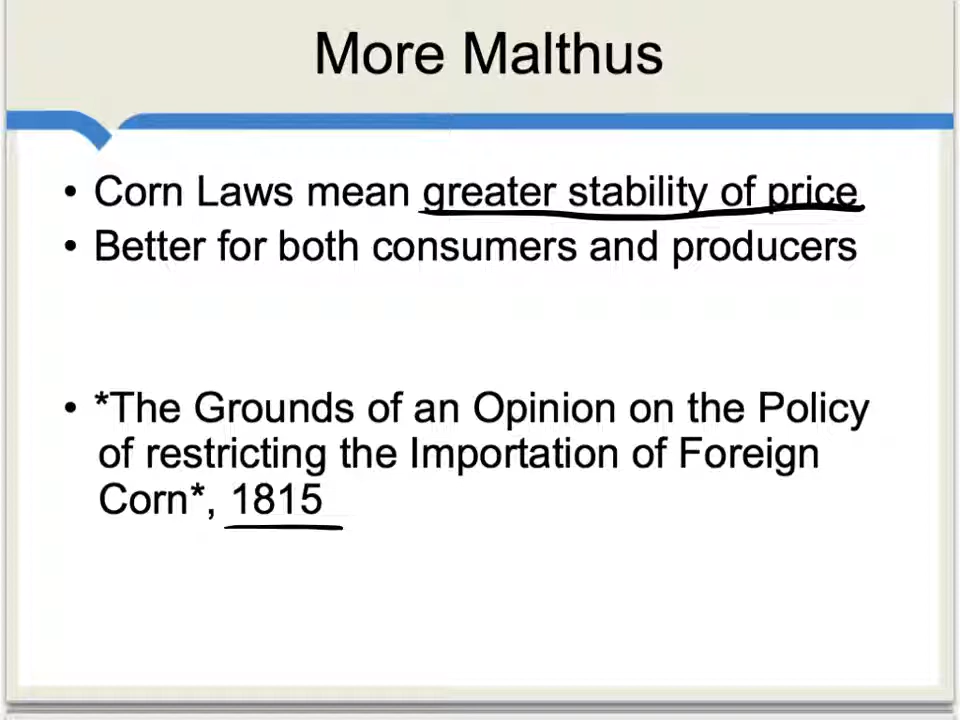 More Malthus
• Corn Laws mean greater stability of price
• Better for both consumers and producers
• *The Grounds of an Opinion on the Policy
of restricting the Importation of Foreign
Corn*, 1815